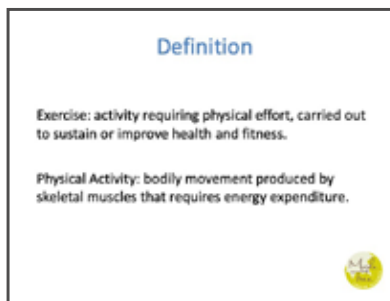 Definition
Exercise: activity requiring physical effort, carried out
to sustain or improve health and fitness.
Physical Activity: bodily movement produced by
skeletal muscles that requires energy expenditure.